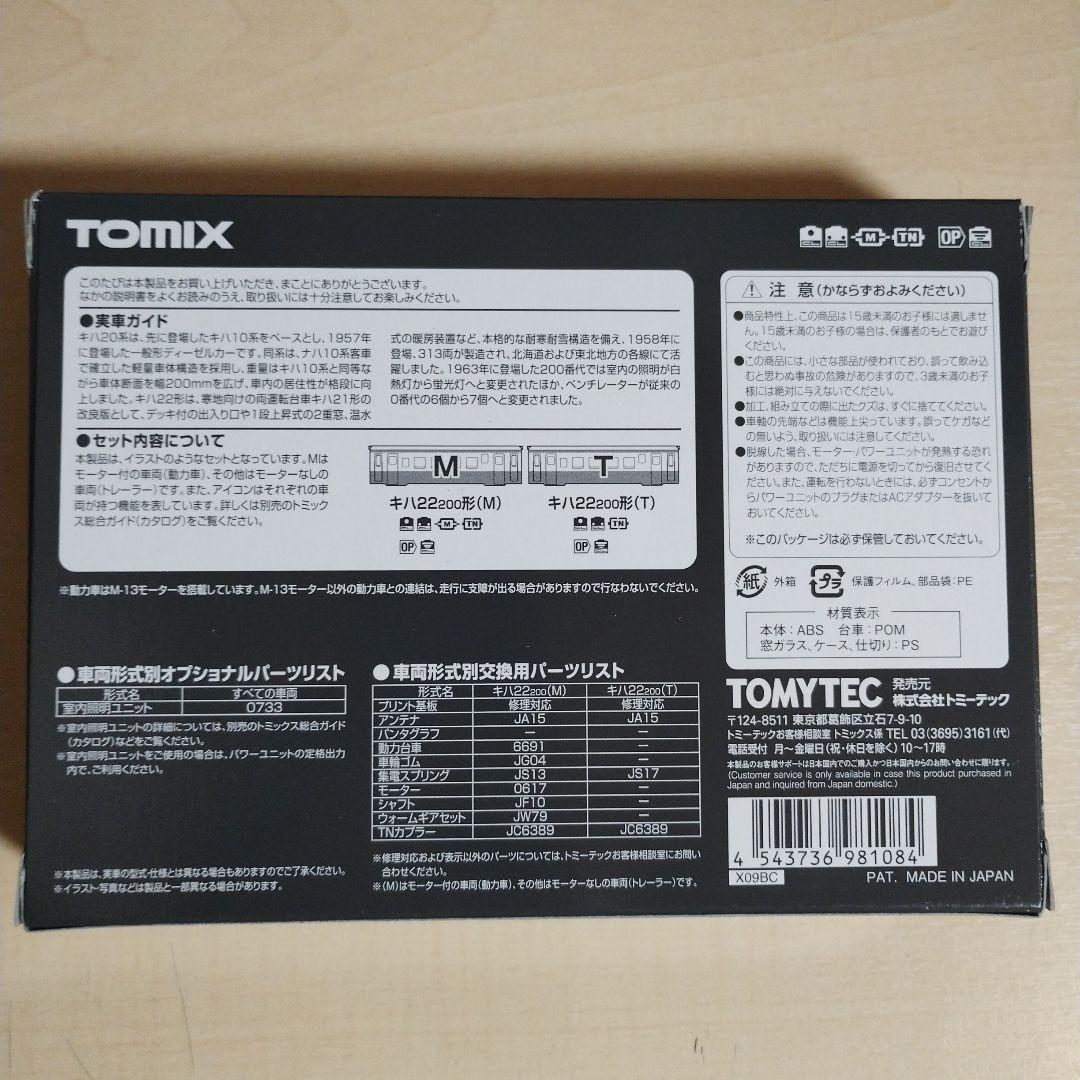 TOMIX
M TN OP
このたびは本製品をお買い上げいただき、まことにありがとうございます。
なかの説明書をよくお読みのうえ、取り扱いには十分注意してお楽しみください。
●実車ガイド
キハ20系は、先に登場したキハ10系をベースとし、1957年
に登場した一般形ディーゼルカーです。同系は、ナハ10系客車
で確立した軽量車体構造を採用し、重量はキハ10系と同等な
がら車体断面を幅200mmを広げ、車内の居住性が格段に向
上しました。キハ22形は、寒地向けの両運転台車キハ21形の
改良版として、デッキ付の出入り口や1段上昇式の2重窓、温水
式の暖房装置など、本格的な耐寒耐雪構造を備え、1958年に
登場、313両が製造され、北海道および東北地方の各線にて活
躍しました。1963年に登場した200番代では室内の照明が白
熱灯から蛍光灯へと変更されたほか、ベンチレーターが従来の
0番代の6個から7個へと変更されました。
●セット内容について
本製品は、イラストのようなセットとなっています。Mは
モーター付の車両(動力車)、その他はモーターなしの
車両(トレーラー)です。また、アイコンはそれぞれの車
両が持つ機能を表しています。詳しくは別売のトミック
ス総合ガイド(カタログ)をご覧ください。
M T
キハ22200形(M) キハ22200形(T)
M TN TN
OP OP
※動力車はM-13モーターを搭載しています。M-13モーター以外の動力車との連結は、走行に支障が出る場合がありますので行なわないでください。
●車両形式別オプショナルパーツリスト
形式名 すべての車両
室内照明ユニット 0733
※室内照明ユニットの詳細については、別売のトミックス総合ガイド
(カタログ)などをご覧ください。
※室内照明ユニットをご使用の場合は、パワーユニットの定格出力
内で、ご利用ください。
※本製品は、実車の型式・仕様とは異なる場合もありますのでご了承ください。
※イラスト・写真などは製品と一部異なる場合があります。
●車両形式別交換用パーツリスト
形式名 キハ22200(M) キハ22200(T)
プリント基板 修理対応 修理対応
アンテナ JA15 JA15
パンタグラフ － －
動力台車 6691 －
車輪ゴム JG04 －
集電スプリング JS13 JS17
モーター 0617 －
シャフト JF10 －
ウォームギアセット JW79 －
TNカプラー JC6389 JC6389
※修理対応および表示以外のパーツについては、トミーテックお客様相談室にお問い
合わせください。
※(M)はモーター付の車両(動力車)、その他はモーターなしの車両(トレーラー)です。
注 意(かならずおよみください)
●商品特性上、この商品は15歳未満のお子様には適しませ
ん。15歳未満のお子様の場合は、保護者のもとでお遊び
ください。
●この商品には、小さな部品が使われており、誤って飲み込
むと思わぬ事故の危険がありますので、3歳未満のお子
様には絶対に与えないでください。
●加工、組み立ての際に出たクズは、すぐに捨ててください。
●車軸の先端などは機能上尖っています。誤ってケガなど
の無いよう、取り扱いには注意してください。
●脱線した場合、モーター・パワーユニットが発熱する恐れ
がありますので、ただちに電源を切ってから復旧させてく
ださい。また、運転を行わないときには、必ずコンセントか
らパワーユニットのプラグまたはACアダプターを抜いて
おいてください。
※このパッケージは必ず保管しておいてください。
紙 外箱 プラ 保護フィルム、部品袋:PE
材質表示
本体:ABS 台車:POM
窓ガラス、ケース、仕切り:PS
TOMYTEC 発売元 株式会社トミーテック
〒124-8511 東京都葛飾区立石7-9-10
トミーテックお客様相談室 トミックス係 TEL 03(3695)3161(代)
電話受付 月〜金曜日(祝・休日を除く)10〜17時
本製品のお客様サポートは日本国内でのご購入かつ日本国内からのお問い合わせに限ります。
(Customer service is only available in case this product purchased in
Japan and inquired from Japan domestic.)
4 543736 981084
X09BC
PAT. MADE IN JAPAN